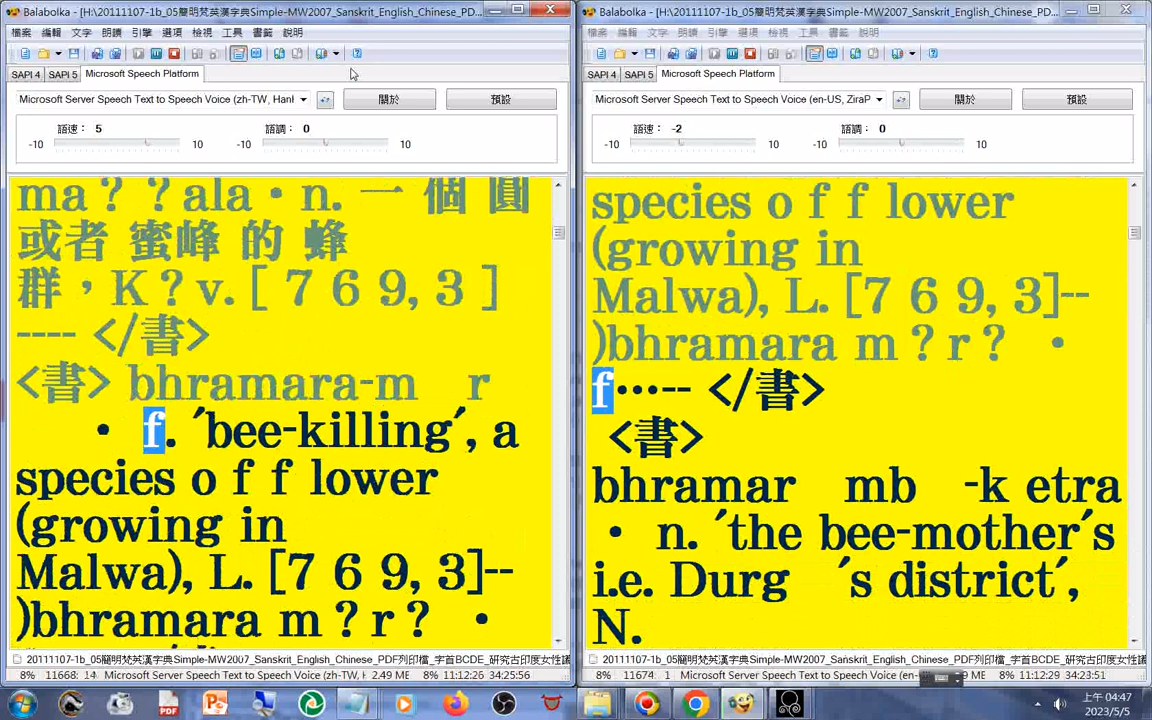 Balabolka - [H:\20111107-1b_05簡明梵英漢字典Simple-MW2007_Sanskrit_English_Chinese_PD...
檔案 編輯 文字 朗讀 引擎 選項 檢視 工具 書籤 說明
SAPI 4 SAPI 5 Microsoft Speech Platform
Microsoft Server Speech Text to Speech Voice (zh-TW, Hanl 關於 預設
語速： 5 語調： 0
-10 10 -10 10
ma？？ala・n. 一 個 圓
或者 蜜峰 的 蜂
群，K？v. [ 7 6 9, 3 ]
---- </書>
<書> bhramara-m r
・ f. 'bee-killing', a
species o f f lower
(growing in
Malwa), L. [7 6 9, 3]--
)bhramara m？r？ ・
20111107-1b_05簡明梵英漢字典Simple-MW2007_Sanskrit_English_Chinese_PDF列印檔_字首BCDE_研究古印度女性議
8% 11668: 14 Microsoft Server Speech Text to Speech Voice (zh-TW, H 2.49 MB 8% 11:12:26 34:25:56
Balabolka - [H:\20111107-1b_05簡明梵英漢字典Simple-MW2007_Sanskrit_English_Chinese_PD...
檔案 編輯 文字 朗讀 引擎 選項 檢視 工具 書籤 說明
SAPI 4 SAPI 5 Microsoft Speech Platform
Microsoft Server Speech Text to Speech Voice (en-US, ZiraP 關於 預設
語速： -2 語調： 0
-10 10 -10 10
species o f f lower
(growing in
Malwa), L. [7 6 9, 3]--
)bhramara m？r？ ・
f…-- </書>
<書>
bhramar mb -k etra
・ n. 'the bee-mother's
i.e. Durg 's district',
N.
20111107-1b_05簡明梵英漢字典Simple-MW2007_Sanskrit_English_Chinese_PDF列印檔_字首BCDE_研究古印度女性議
8% 11674: 1 Microsoft Server Speech Text to Speech Voice (en-US, ME 8% 11:12:29 34:23:51
上午 04:47
2023/5/5